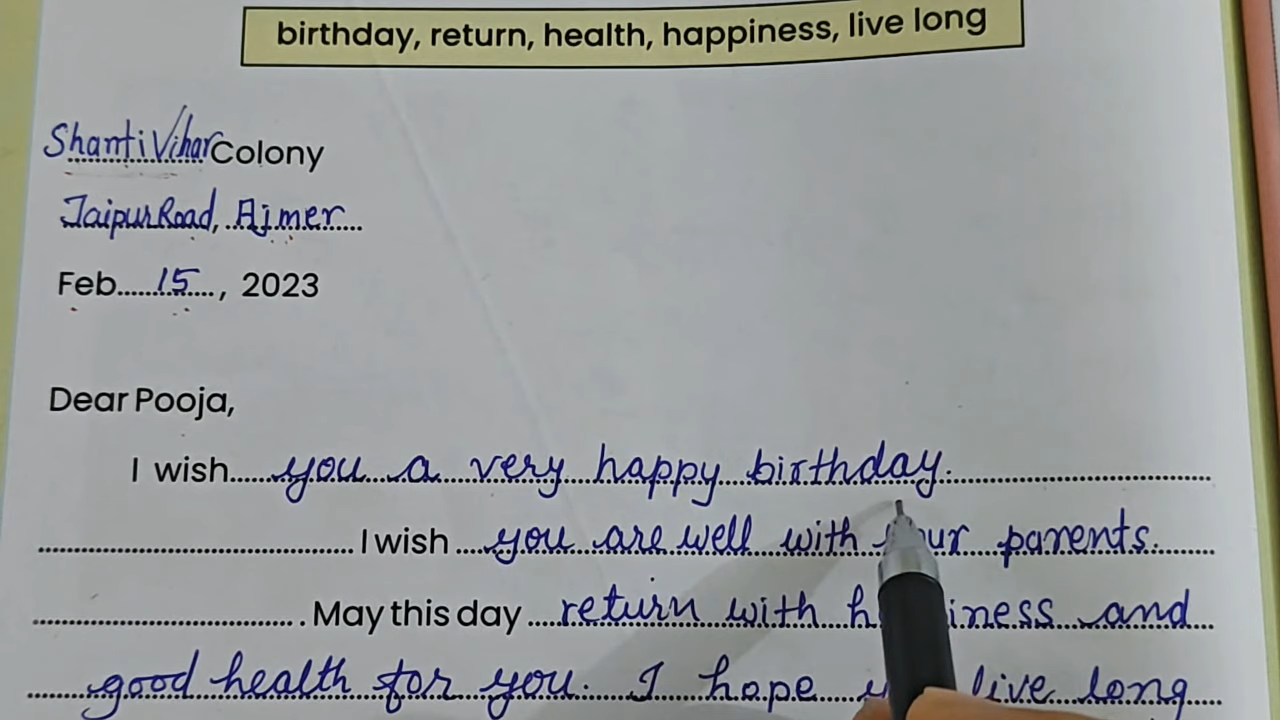 birthday, return, health, happiness, live long
Shanti Vihar Colony
Jaipur Road, Ajmer
Feb......15...., 2023
Dear Pooja,
I wish you a very happy birthday.
I wish you are well with parents.
. May this day return with and
good health for you. I hope live long